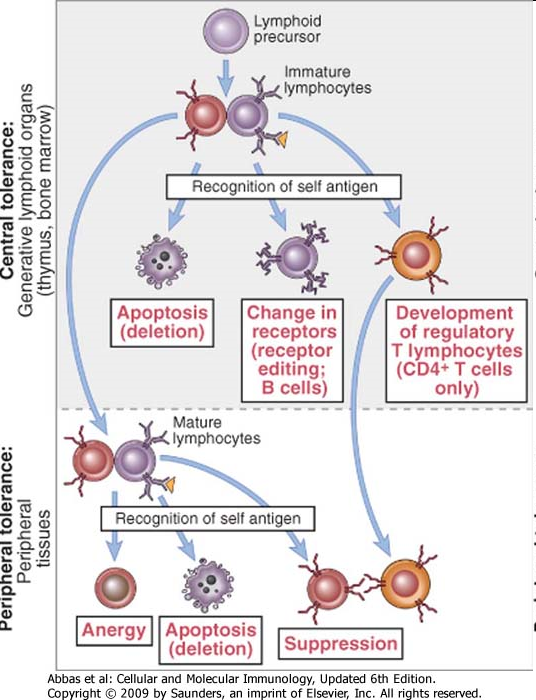 Lymphoid
precursor
Immature
lymphocytes
Central tolerance:
Generative lymphoid organs
(thymus, bone marrow)
Recognition of self antigen
Apoptosis
(deletion)
Change in
receptors
(receptor
editing;
B cells)
Development
of regulatory
T lymphocytes
(CD4+ T cells
only)
Mature
lymphocytes
Peripheral tolerance:
Peripheral
tissues
Recognition of self antigen
Anergy
Apoptosis
(deletion)
Suppression
Abbas et al: Cellular and Molecular Immunology, Updated 6th Edition.
Copyright © 2009 by Saunders, an imprint of Elsevier, Inc. All rights reserved.